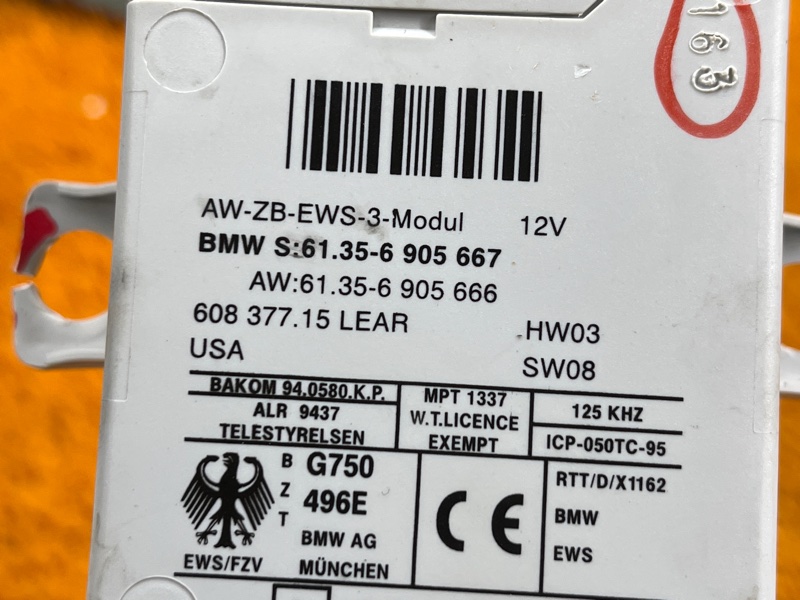 163
AW-ZB-EWS-3-Modul 12V
BMW S:61.35-6 905 667
AW:61.35-6 905 666
608 377.15 LEAR HW03
USA SW08
BAKOM 94.0580.K.P.
ALR 9437
TELESTYRELSEN
MPT 1337
W.T.LICENCE
EXEMPT
125 KHZ
ICP-050TC-95
BZT
G750
496E
BMW AG
MÜNCHEN
EWS/FZV
CE
RTT/D/X1162
BMW
EWS